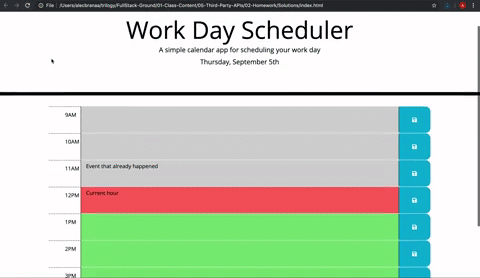 File | /Users/alecbranaa/trilogy/FullStack-Ground/01-Class-Content/05-Third-Party-APIs/02-Homework/Solutions/index.html
Work Day Scheduler
A simple calendar app for scheduling your work day
Thursday, September 5th
9AM
10AM
11AM Event that already happened
12PM Current hour
1PM
2PM
3PM